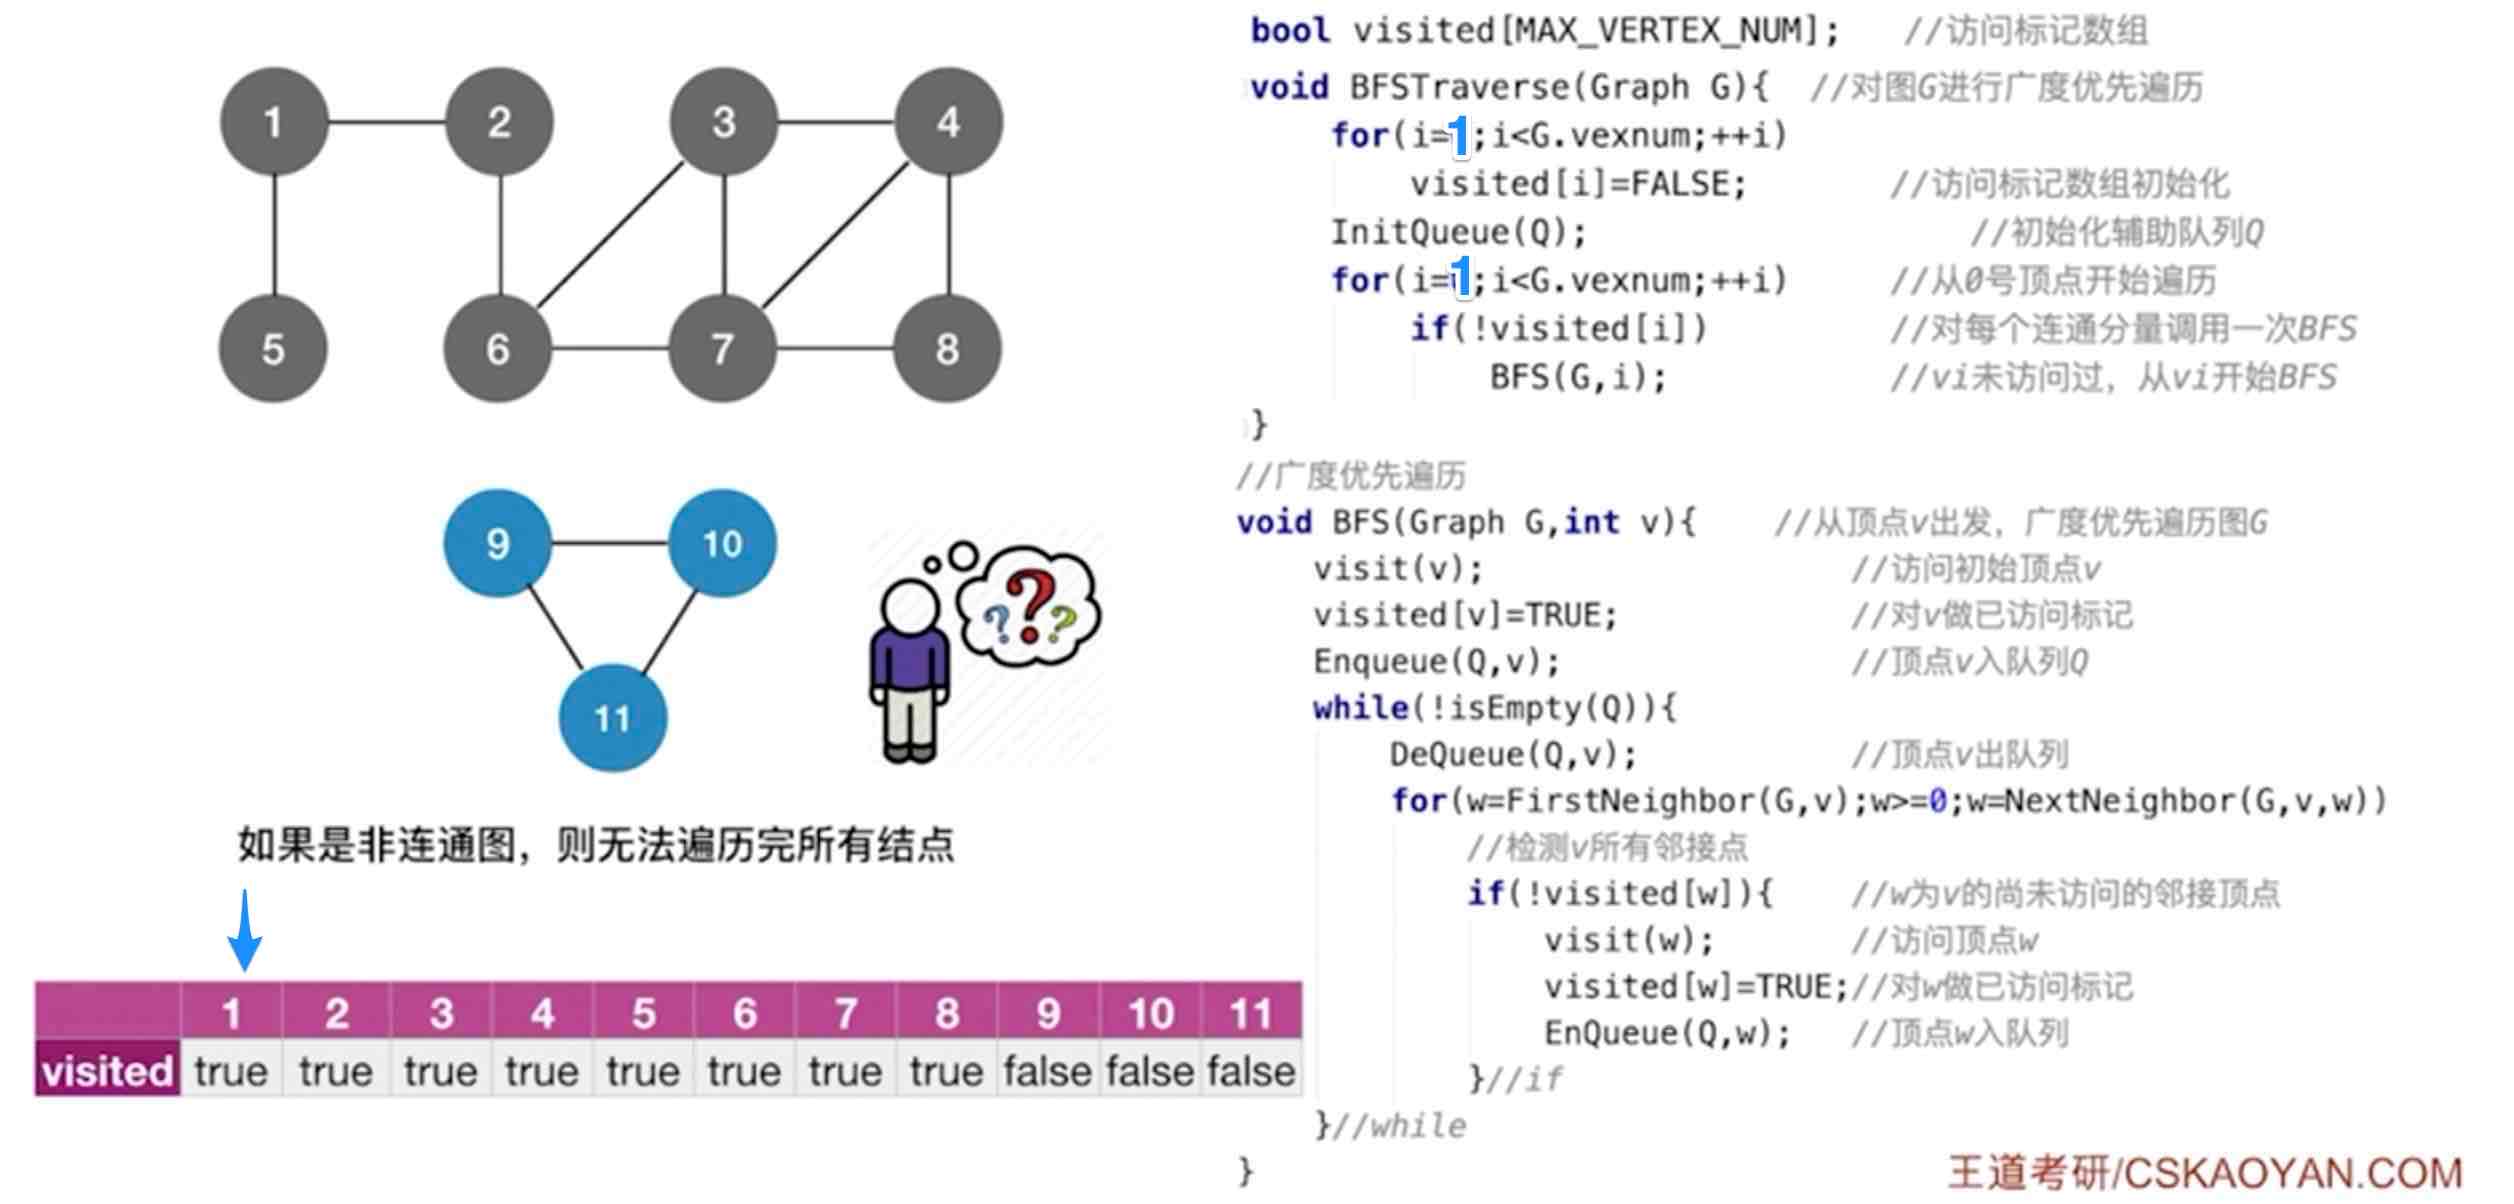 1
2
3
4
5
6
7
8
9
10
11
? ? ?
如果是非连通图，则无法遍历完所有结点
1 2 3 4 5 6 7 8 9 10 11
visited true true true true true true true true false false false
bool visited[MAX_VERTEX_NUM]; //访问标记数组
void BFSTraverse(Graph G){ //对图G进行广度优先遍历
for(i=1;i<G.vexnum;++i)
visited[i]=FALSE; //访问标记数组初始化
InitQueue(Q); //初始化辅助队列Q
for(i=1;i<G.vexnum;++i) //从0号顶点开始遍历
if(!visited[i]) //对每个连通分量调用一次BFS
BFS(G,i); //vi未访问过，从vi开始BFS
}
//广度优先遍历
void BFS(Graph G,int v){ //从顶点v出发，广度优先遍历图G
visit(v); //访问初始顶点v
visited[v]=TRUE; //对v做已访问标记
Enqueue(Q,v); //顶点v入队列Q
while(!isEmpty(Q)){
DeQueue(Q,v); //顶点v出队列
for(w=FirstNeighbor(G,v);w>=0;w=NextNeighbor(G,v,w))
//检测v所有邻接点
if(!visited[w]){ //w为v的尚未访问的邻接顶点
visit(w); //访问顶点w
visited[w]=TRUE;//对w做已访问标记
EnQueue(Q,w); //顶点w入队列
}//if
}//while
}
王道考研/CSKAOYAN.COM